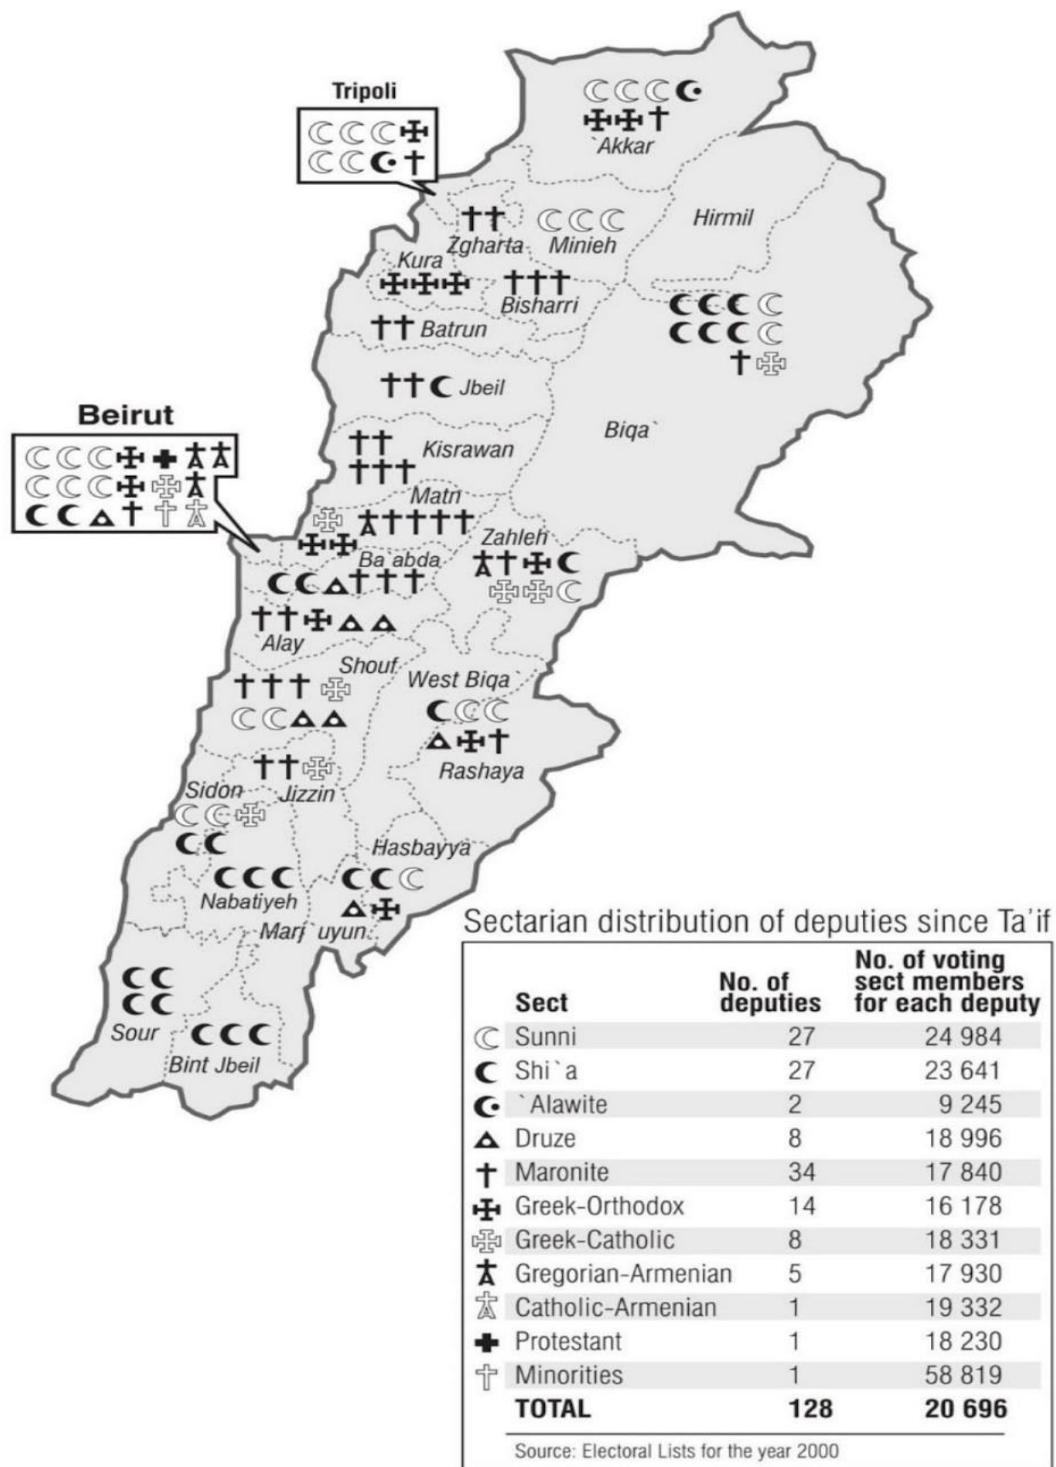 Tripoli
`Akkar
Hirmil
Zgharta
Minieh
Kura
Bisharri
Batrun
Jbeil
Biqa`
Beirut
Kisrawan
Matn
Zahleh
Ba`abda
`Alay
Shouf
West Biqa`
Rashaya
Sidon
Jizzin
Hasbayya
Nabatiyeh
Marj`uyun
Sour
Bint Jbeil
Sectarian distribution of deputies since Ta'if
Sect No. of deputies No. of voting sect members for each deputy
Sunni 27 24 984
Shi`a 27 23 641
`Alawite 2 9 245
Druze 8 18 996
Maronite 34 17 840
Greek-Orthodox 14 16 178
Greek-Catholic 8 18 331
Gregorian-Armenian 5 17 930
Catholic-Armenian 1 19 332
Protestant 1 18 230
Minorities 1 58 819
TOTAL 128 20 696
Source: Electoral Lists for the year 2000